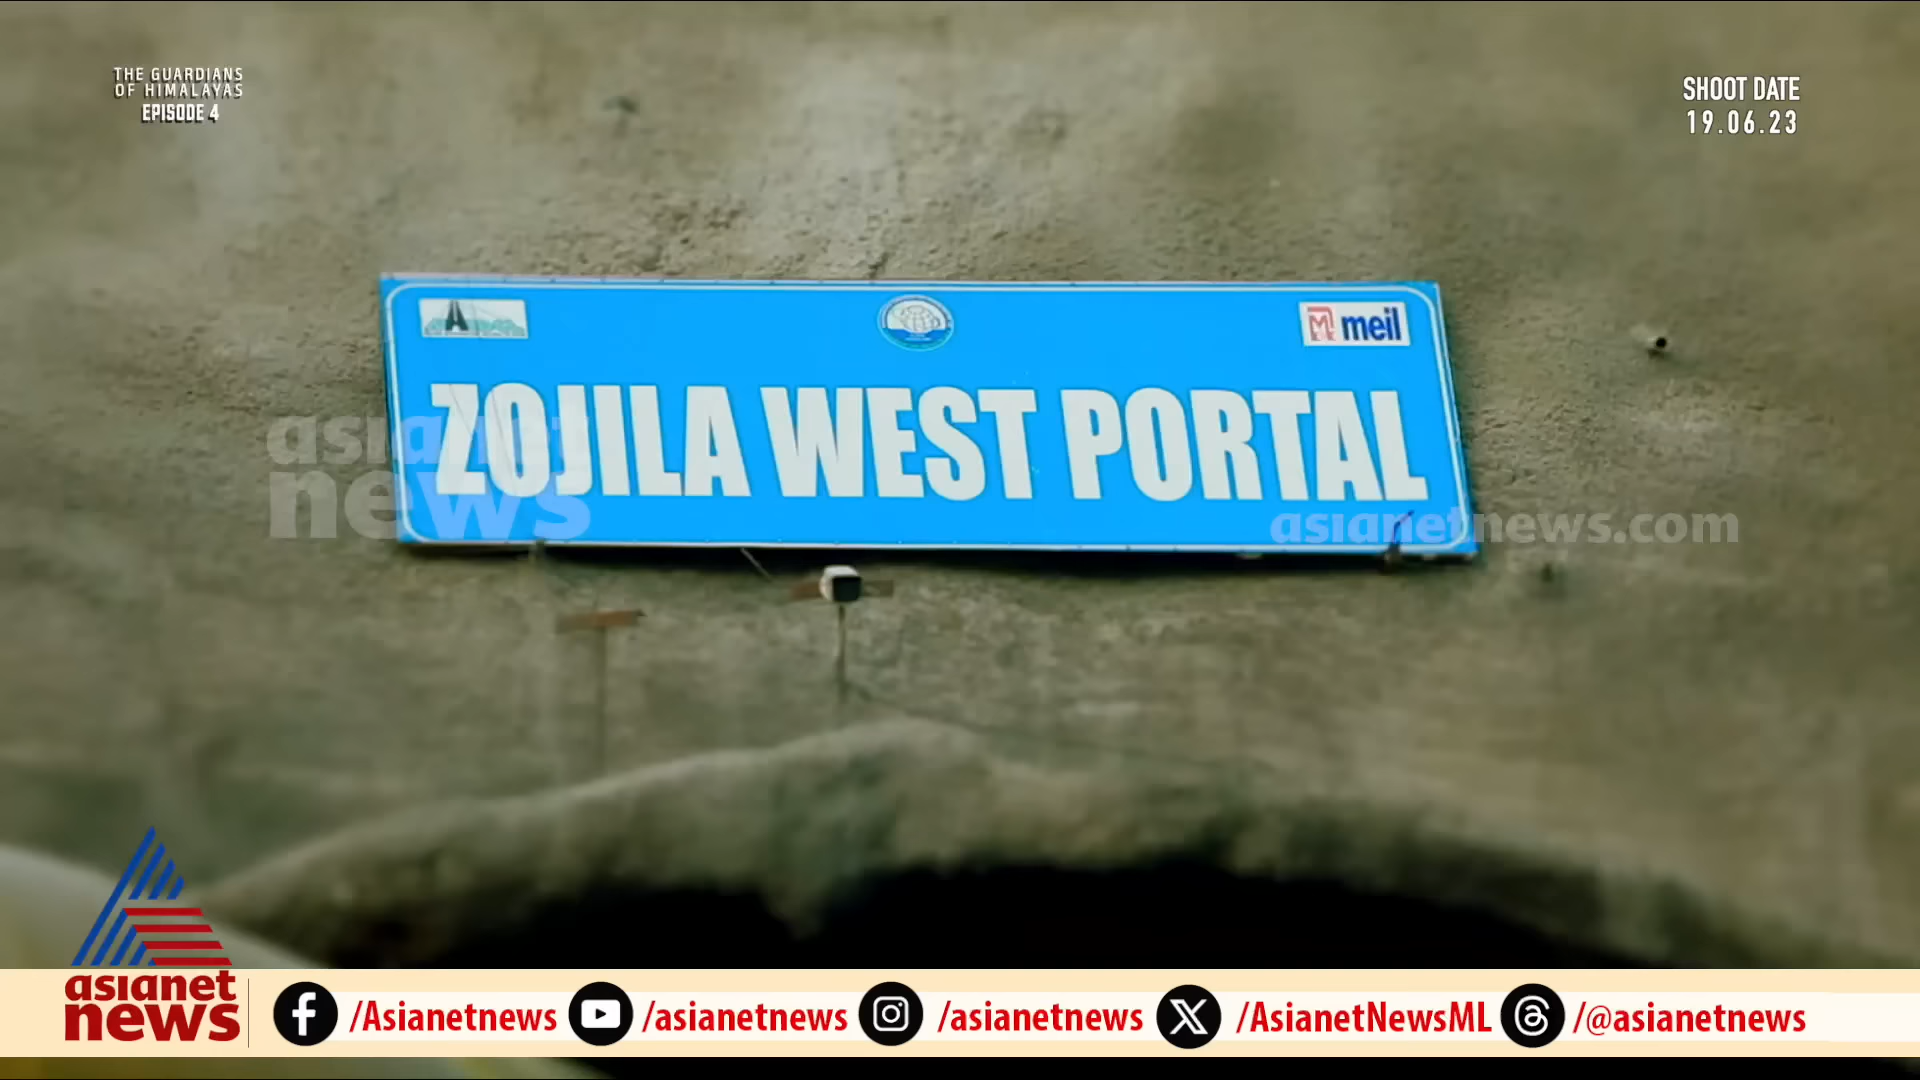 THE GUARDIANS
OF HIMALAYAS
EPISODE 4
SHOOT DATE
19.06.23
meil
ZOJILA WEST PORTAL
asianet
news
asianetnews.com
asianet
news
/Asianetnews
/asianetnews
/asianetnews
/AsianetNewsML
/@asianetnews